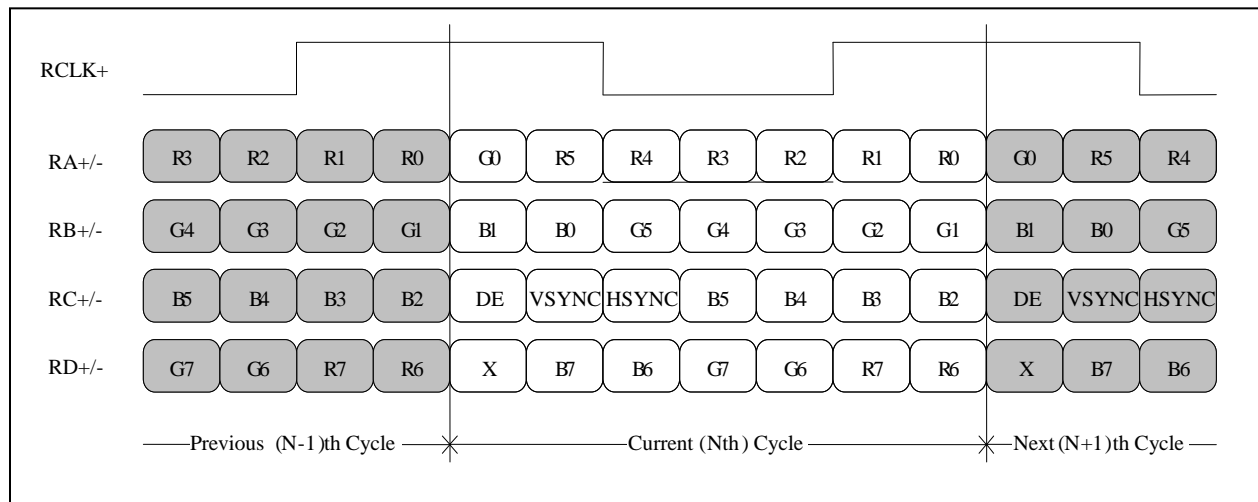 RCLK+
RA+/- R3 R2 R1 R0 G0 R5 R4 R3 R2 R1 R0 G0 R5 R4
RB+/- G4 G3 G2 G1 B1 B0 G5 G4 G3 G2 G1 B1 B0 G5
RC+/- B5 B4 B3 B2 DE VSYNC HSYNC B5 B4 B3 B2 DE VSYNC HSYNC
RD+/- G7 G6 R7 R6 X B7 B6 G7 G6 R7 R6 X B7 B6
Previous (N-1)th Cycle Current (Nth) Cycle Next (N+1)th Cycle